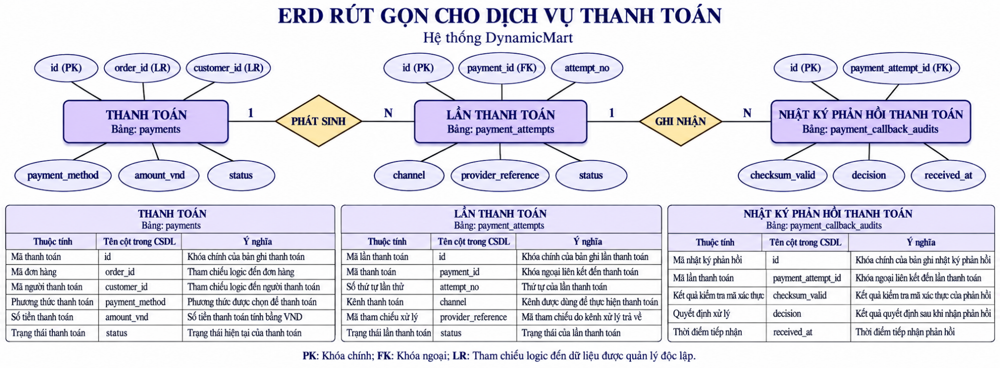 ERD RÚT GỌN CHO DỊCH VỤ THANH TOÁN
Hệ thống DynamicMart
id (PK)
order_id (LR)
customer_id (LR)
id (PK)
payment_id (FK)
attempt_no
id (PK)
payment_attempt_id (FK)
THANH TOÁN
Bảng: payments
1
PHÁT SINH
N
LẦN THANH TOÁN
Bảng: payment_attempts
1
GHI NHẬN
N
NHẬT KÝ PHẢN HỒI THANH TOÁN
Bảng: payment_callback_audits
payment_method
amount_vnd
status
channel
provider_reference
status
checksum_valid
decision
received_at
THANH TOÁN
Bảng: payments
Thuộc tính | Tên cột trong CSDL | Ý nghĩa
Mã thanh toán | id | Khóa chính của bản ghi thanh toán
Mã đơn hàng | order_id | Tham chiếu logic đến đơn hàng
Mã người thanh toán | customer_id | Tham chiếu logic đến người thanh toán
Phương thức thanh toán | payment_method | Phương thức được chọn để thanh toán
Số tiền thanh toán | amount_vnd | Số tiền thanh toán tính bằng VND
Trạng thái thanh toán | status | Trạng thái hiện tại của thanh toán
LẦN THANH TOÁN
Bảng: payment_attempts
Thuộc tính | Tên cột trong CSDL | Ý nghĩa
Mã lần thanh toán | id | Khóa chính của bản ghi lần thanh toán
Mã thanh toán | payment_id | Khóa ngoại liên kết đến thanh toán
Số thứ tự lần thử | attempt_no | Thứ tự của lần thanh toán
Kênh thanh toán | channel | Kênh được dùng để thực hiện thanh toán
Mã tham chiếu xử lý | provider_reference | Mã tham chiếu do kênh xử lý trả về
Trạng thái lần thanh toán | status | Trạng thái của lần thanh toán
NHẬT KÝ PHẢN HỒI THANH TOÁN
Bảng: payment_callback_audits
Thuộc tính | Tên cột trong CSDL | Ý nghĩa
Mã nhật ký phản hồi | id | Khóa chính của bản ghi nhật ký phản hồi
Mã lần thanh toán | payment_attempt_id | Khóa ngoại liên kết đến lần thanh toán
Kết quả kiểm tra mã xác thực | checksum_valid | Kết quả kiểm tra mã xác thực của phản hồi
Quyết định xử lý | decision | Kết quả quyết định sau khi nhận phản hồi
Thời điểm tiếp nhận | received_at | Thời điểm tiếp nhận phản hồi
PK: Khóa chính; FK: Khóa ngoại; LR: Tham chiếu logic đến dữ liệu được quản lý độc lập.